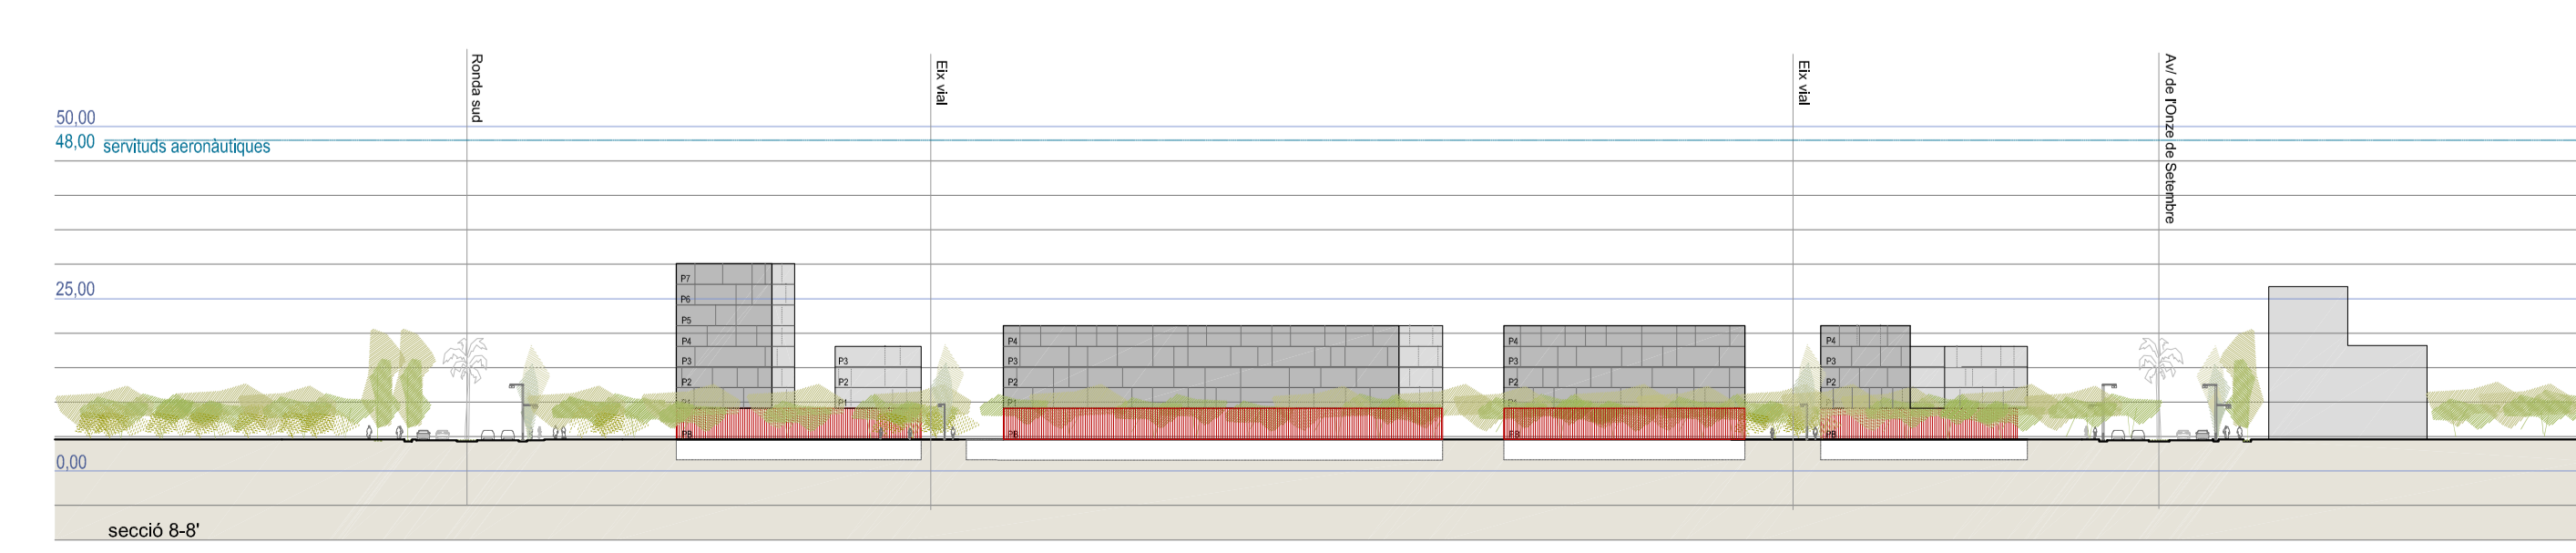 Ronda sud
Eix vial
Eix vial
Av/ de l'Onze de Setembre
50,00
48,00 servituds aeronàutiques
25,00
0,00
P7
P6
P5
P4
P3
P2
P1
PB
P3
P2
P1
P4
P3
P2
P1
PB
P4
P3
P2
P1
PB
P4
P3
P2
PB
secció 8-8'